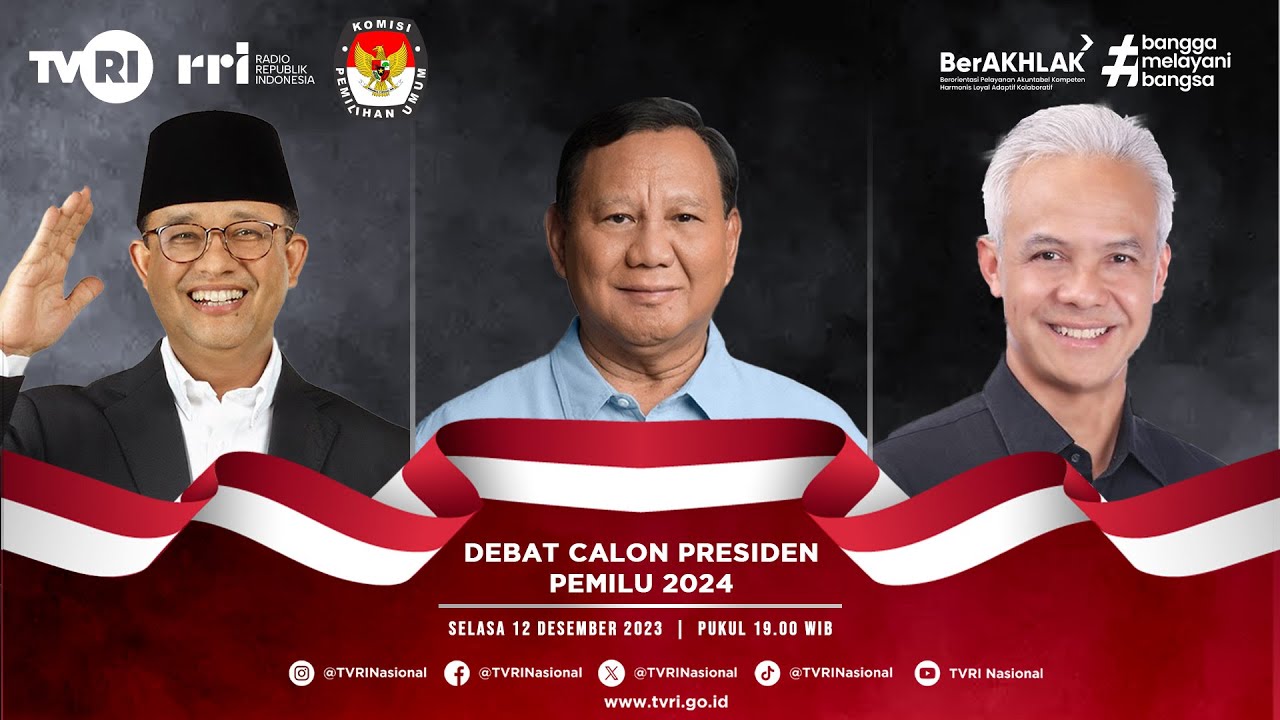 TVRI
rri
RADIO
REPUBLIK
INDONESIA
KOMISI
PEMILIHAN UMUM
BerAKHLAK
Berorientasi Pelayanan Akuntabel Kompeten
Harmonis Loyal Adaptif Kolaboratif
#bangga
melayani
bangsa
DEBAT CALON PRESIDEN
PEMILU 2024
SELASA 12 DESEMBER 2023 | PUKUL 19.00 WIB
@TVRINasional @TVRINasional @TVRINasional @TVRINasional TVRI Nasional
www.tvri.go.id